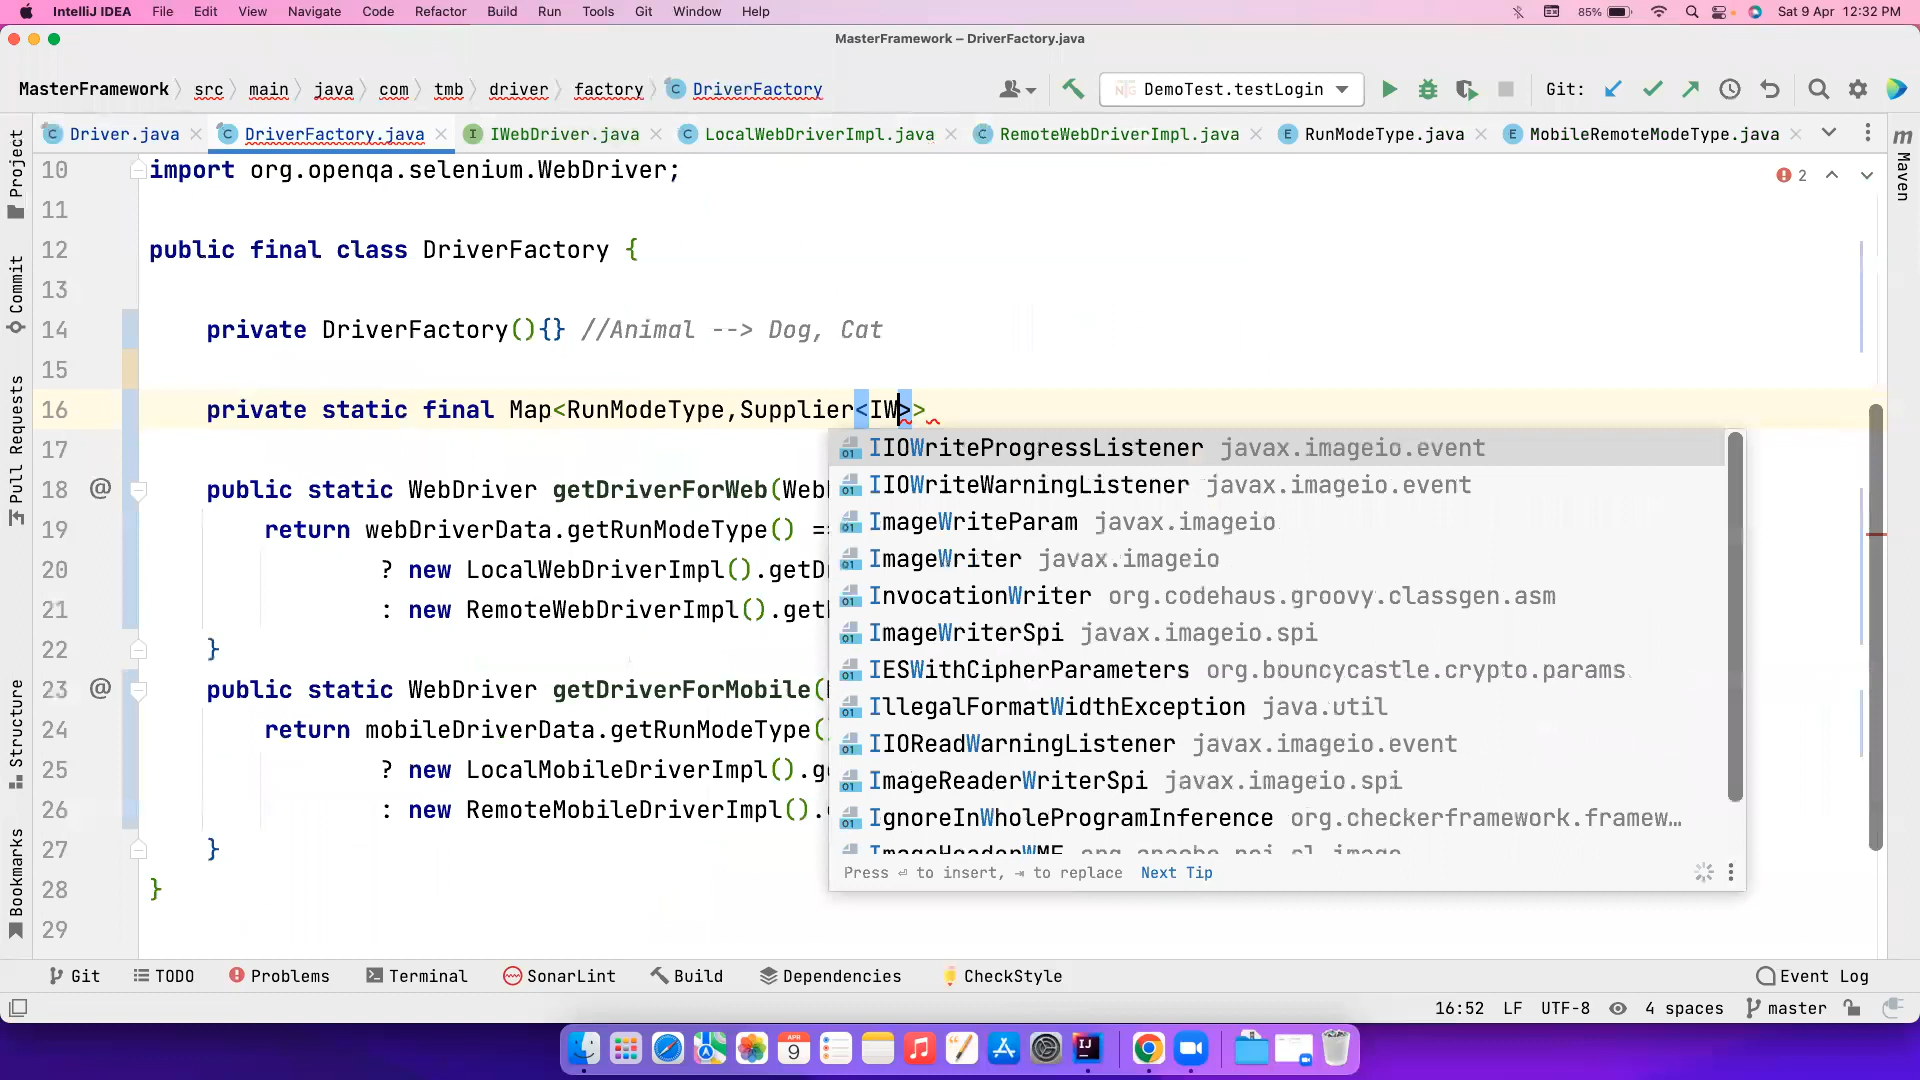 IntelliJ IDEA File Edit View Navigate Code Refactor Build Run Tools Git Window Help 85% Sat 9 Apr 12:32 PM
MasterFramework – DriverFactory.java
MasterFramework src main java com tmb driver factory DriverFactory DemoTest.testLogin Git:
Driver.java DriverFactory.java IWebDriver.java LocalWebDriverImpl.java RemoteWebDriverImpl.java RunModeType.java MobileRemoteModeType.java
Project
Commit
Pull Requests
Structure
Bookmarks
Maven
2
10 import org.openqa.selenium.WebDriver;
11
12 public final class DriverFactory {
13
14 private DriverFactory(){} //Animal --> Dog, Cat
15
16 private static final Map<RunModeType,Supplier<IW>>
17
18 @ public static WebDriver getDriverForWeb(
19 return webDriverData.getRunModeType() ==
20 ? new LocalWebDriverImpl().
21 : new RemoteWebDriverImpl().
22 }
23 @ public static WebDriver getDriverForMobile(
24 return mobileDriverData.getRunModeType(
25 ? new LocalMobileDriverImpl().
26 : new RemoteMobileDriverImpl().
27 }
28 }
29
IIOWriteProgressListener javax.imageio.event
IIOWriteWarningListener javax.imageio.event
ImageWriteParam javax.imageio
ImageWriter javax.imageio
InvocationWriter org.codehaus.groovy.classgen.asm
ImageWriterSpi javax.imageio.spi
IESWithCipherParameters org.bouncycastle.crypto.params
IllegalFormatWidthException java.util
IIOReadWarningListener javax.imageio.event
ImageReaderWriterSpi javax.imageio.spi
IgnoreInWholeProgramInference org.checkerframework.framew…
Press ⏎ to insert, ⇥ to replace Next Tip
Git TODO Problems Terminal SonarLint Build Dependencies CheckStyle Event Log
16:52 LF UTF-8 4 spaces master
APR
9
IJ